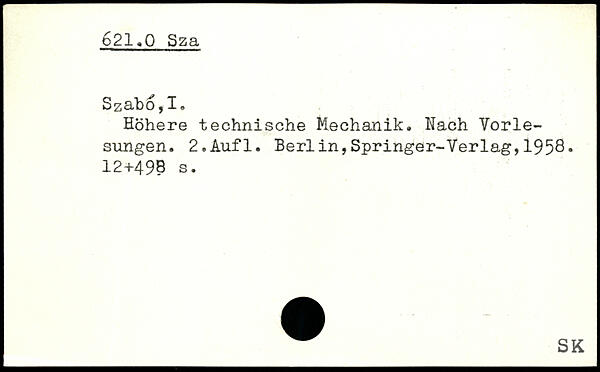 621.0 Sza
Szabó,I.
Höhere technische Mechanik. Nach Vorle-
sungen. 2.Aufl. Berlin,Springer-Verlag,1958.
12+498 s.
SK